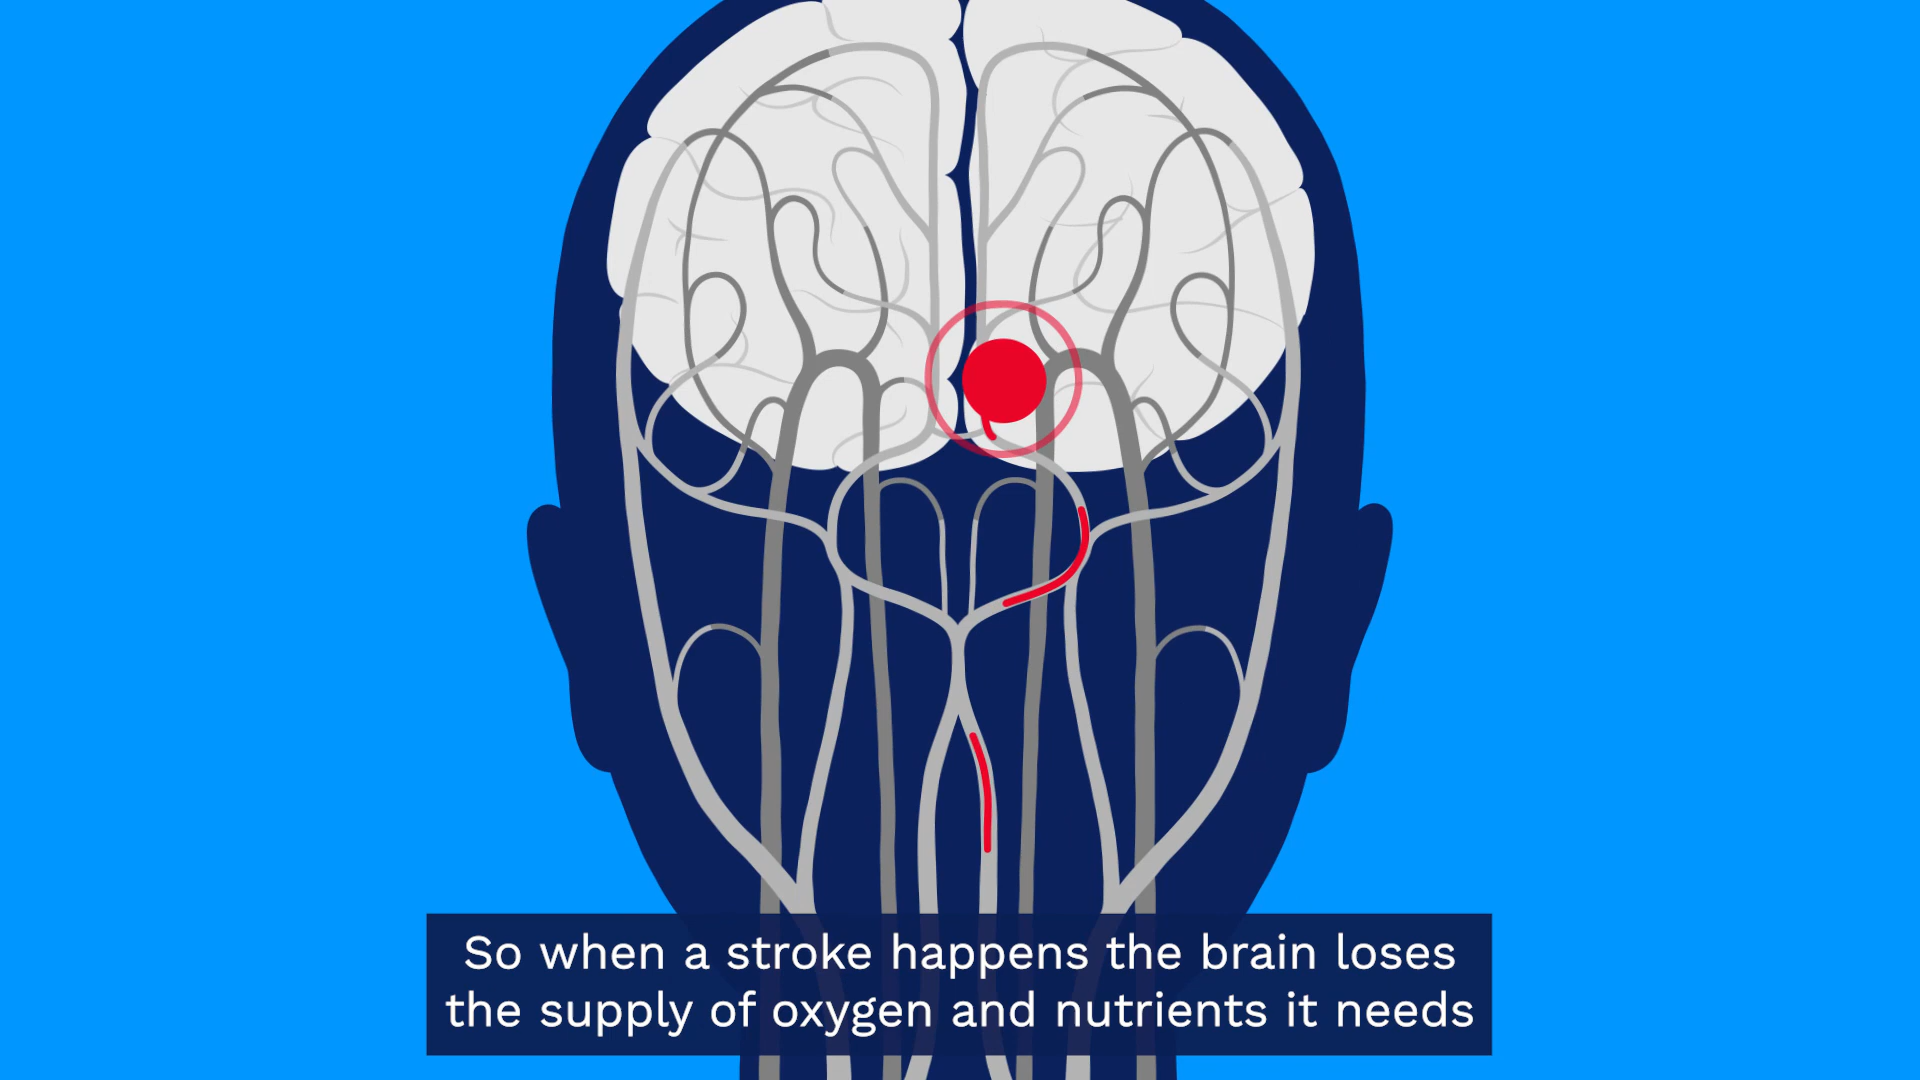 So when a stroke happens the brain loses
the supply of oxygen and nutrients it needs